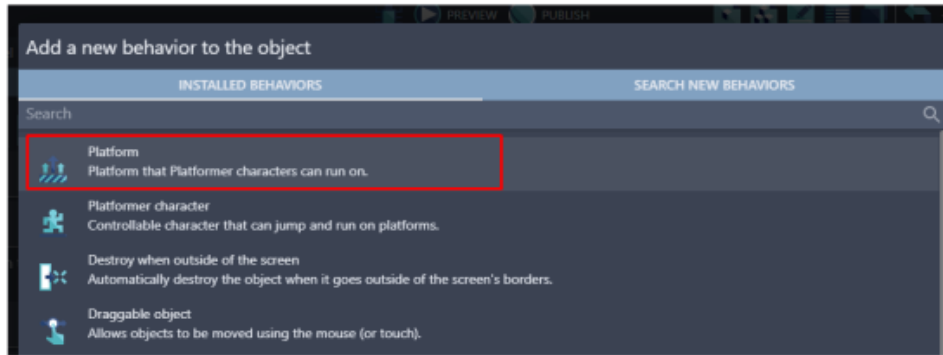 PREVIEW PUBLISH
Add a new behavior to the object
INSTALLED BEHAVIORS SEARCH NEW BEHAVIORS
Search
Platform
Platform that Platformer characters can run on.
Platformer character
Controllable character that can jump and run on platforms.
Destroy when outside of the screen
Automatically destroy the object when it goes outside of the screen's borders.
Draggable object
Allows objects to be moved using the mouse (or touch).